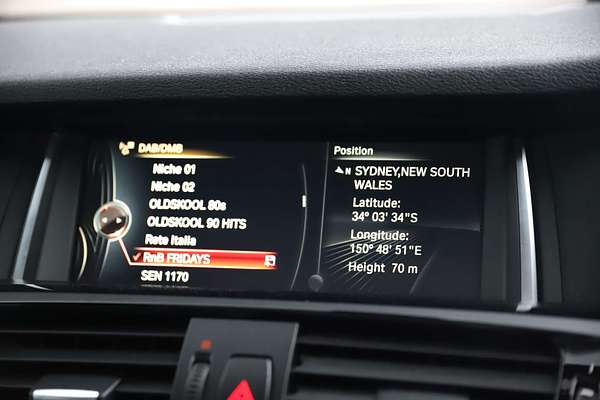 DAB/DMB
Niche 01
Niche 02
OLDSKOOL 80s
OLDSKOOL 90 HITS
Rete Italia
RnB FRIDAYS
SEN 1170
Position
N SYDNEY,NEW SOUTH
WALES
Latitude:
34° 03' 34"S
Longitude:
150° 48' 51"E
Height 70 m